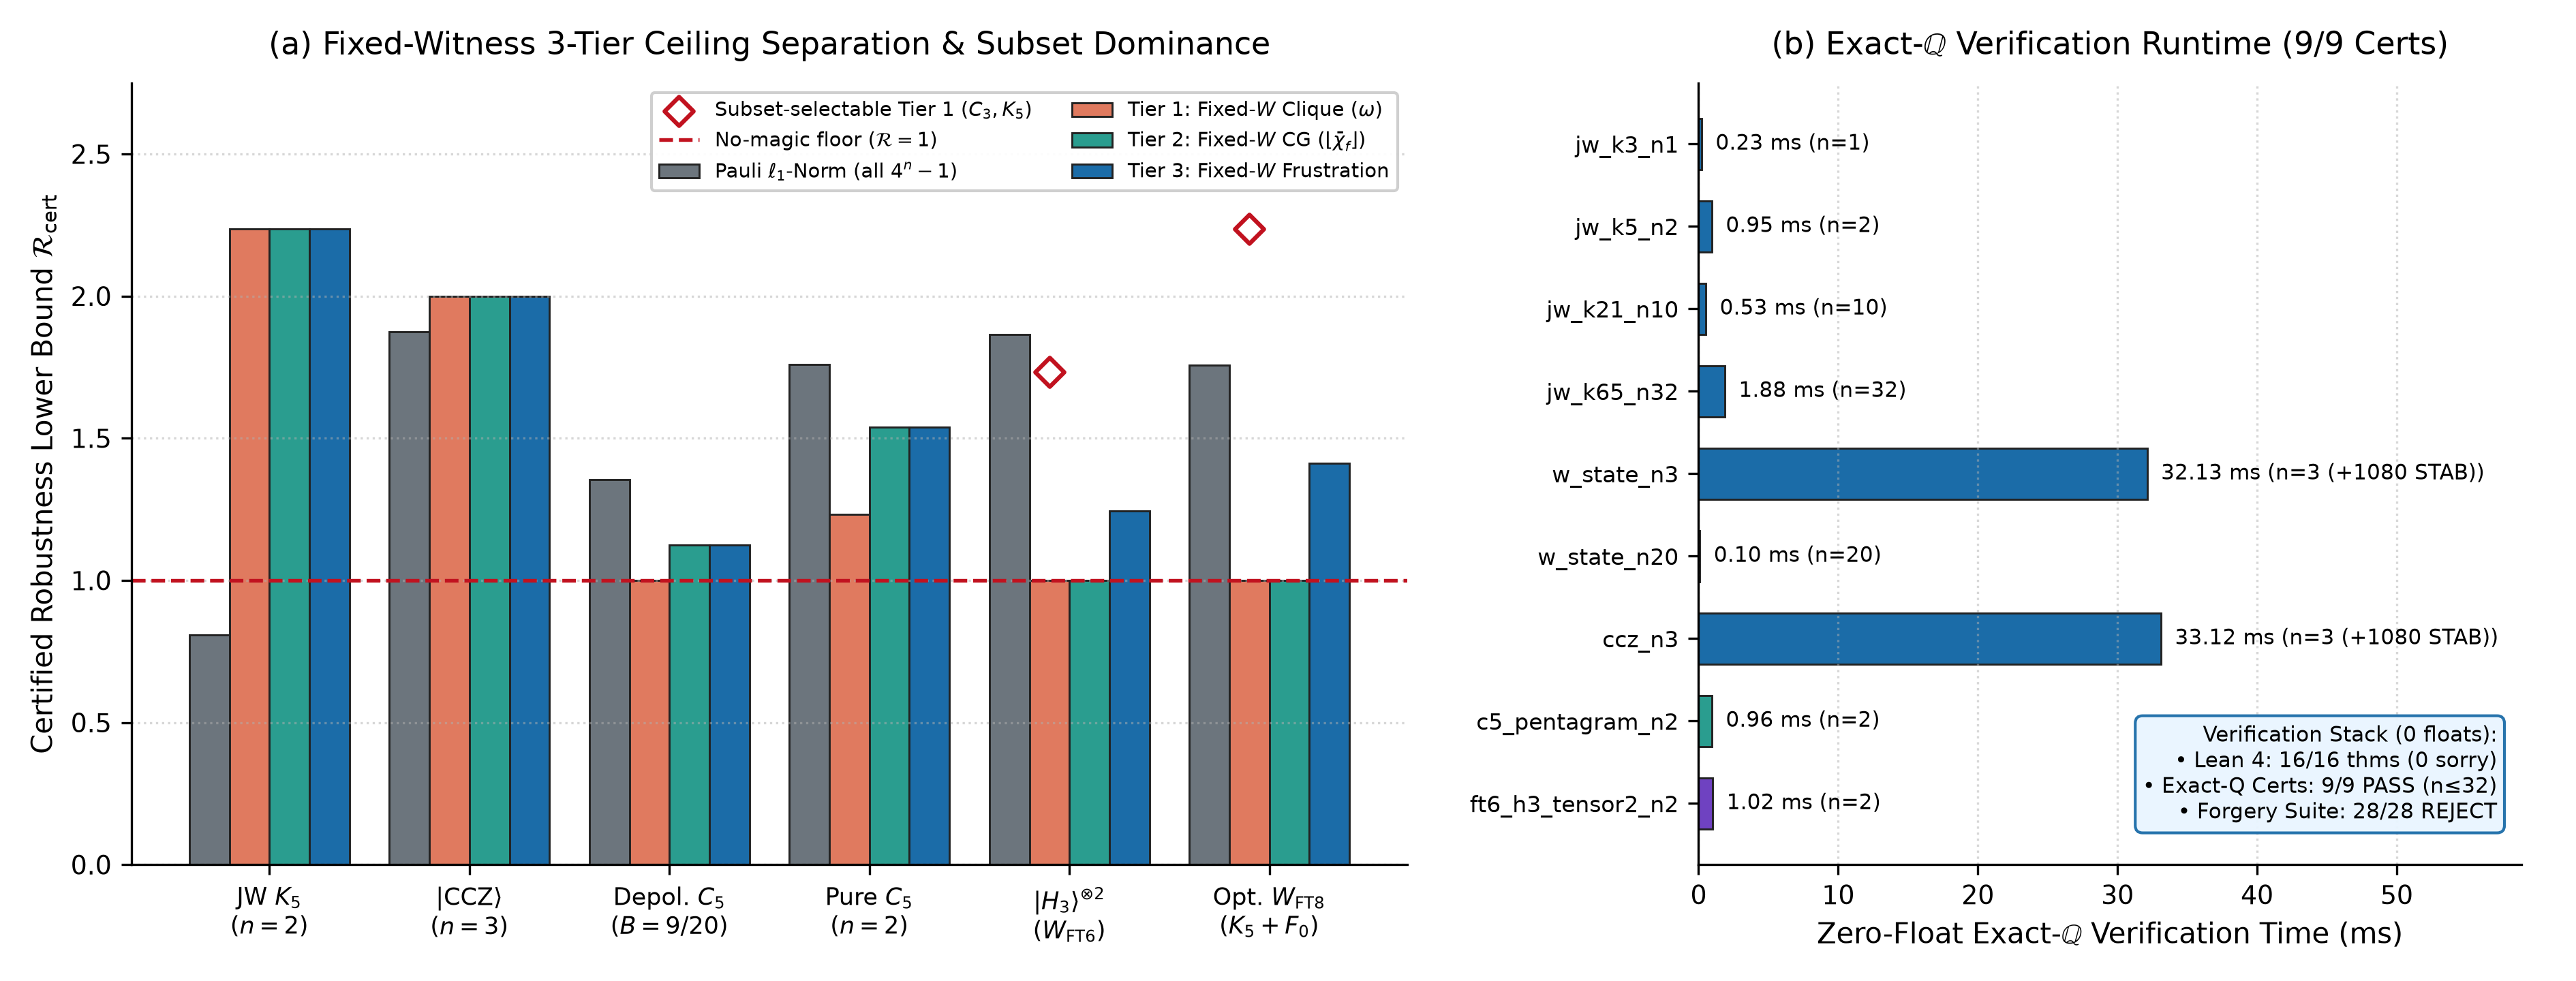 (a) Fixed-Witness 3-Tier Ceiling Separation & Subset Dominance
Certified Robustness Lower Bound ℛcert
2.5
2.0
1.5
1.0
0.5
0.0
Subset-selectable Tier 1 (C₃, K₅)
No-magic floor (ℛ = 1)
Pauli ℓ₁-Norm (all 4ⁿ − 1)
Tier 1: Fixed-W Clique (ω)
Tier 2: Fixed-W CG (⌊χ̄_f⌋)
Tier 3: Fixed-W Frustration
JW K₅
(n = 2)
|CCZ⟩
(n = 3)
Depol. C₅
(B = 9/20)
Pure C₅
(n = 2)
|H₃⟩^⊗2
(W_FT6)
Opt. W_FT8
(K₅ + F₀)
(b) Exact-ℚ Verification Runtime (9/9 Certs)
jw_k3_n1
0.23 ms (n=1)
jw_k5_n2
0.95 ms (n=2)
jw_k21_n10
0.53 ms (n=10)
jw_k65_n32
1.88 ms (n=32)
w_state_n3
32.13 ms (n=3 (+1080 STAB))
w_state_n20
0.10 ms (n=20)
ccz_n3
33.12 ms (n=3 (+1080 STAB))
c5_pentagram_n2
0.96 ms (n=2)
ft6_h3_tensor2_n2
1.02 ms (n=2)
Verification Stack (0 floats):
• Lean 4: 16/16 thms (0 sorry)
• Exact-Q Certs: 9/9 PASS (n≤32)
• Forgery Suite: 28/28 REJECT
0 10 20 30 40 50
Zero-Float Exact-ℚ Verification Time (ms)